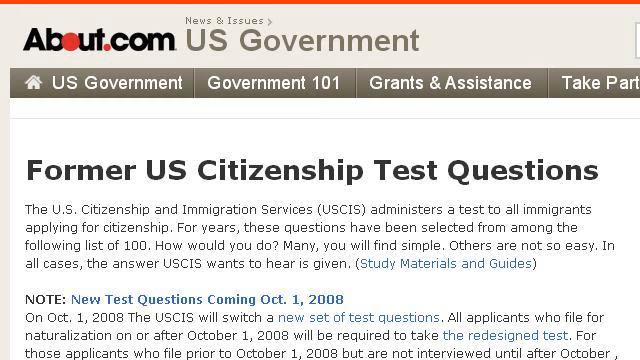 News & Issues
About.com US Government
US Government Government 101 Grants & Assistance Take Part
Former US Citizenship Test Questions
The U.S. Citizenship and Immigration Services (USCIS) administers a test to all immigrants
applying for citizenship. For years, these questions have been selected from among the
following list of 100. How would you do? Many, you will find simple. Others are not so easy. In
all cases, the answer USCIS wants to hear is given. (Study Materials and Guides)
NOTE: New Test Questions Coming Oct. 1, 2008
On Oct. 1, 2008 The USCIS will switch a new set of test questions. All applicants who file for
naturalization on or after October 1, 2008 will be required to take the redesigned test. For
those applicants who file prior to October 1, 2008 but are not interviewed until after October ,